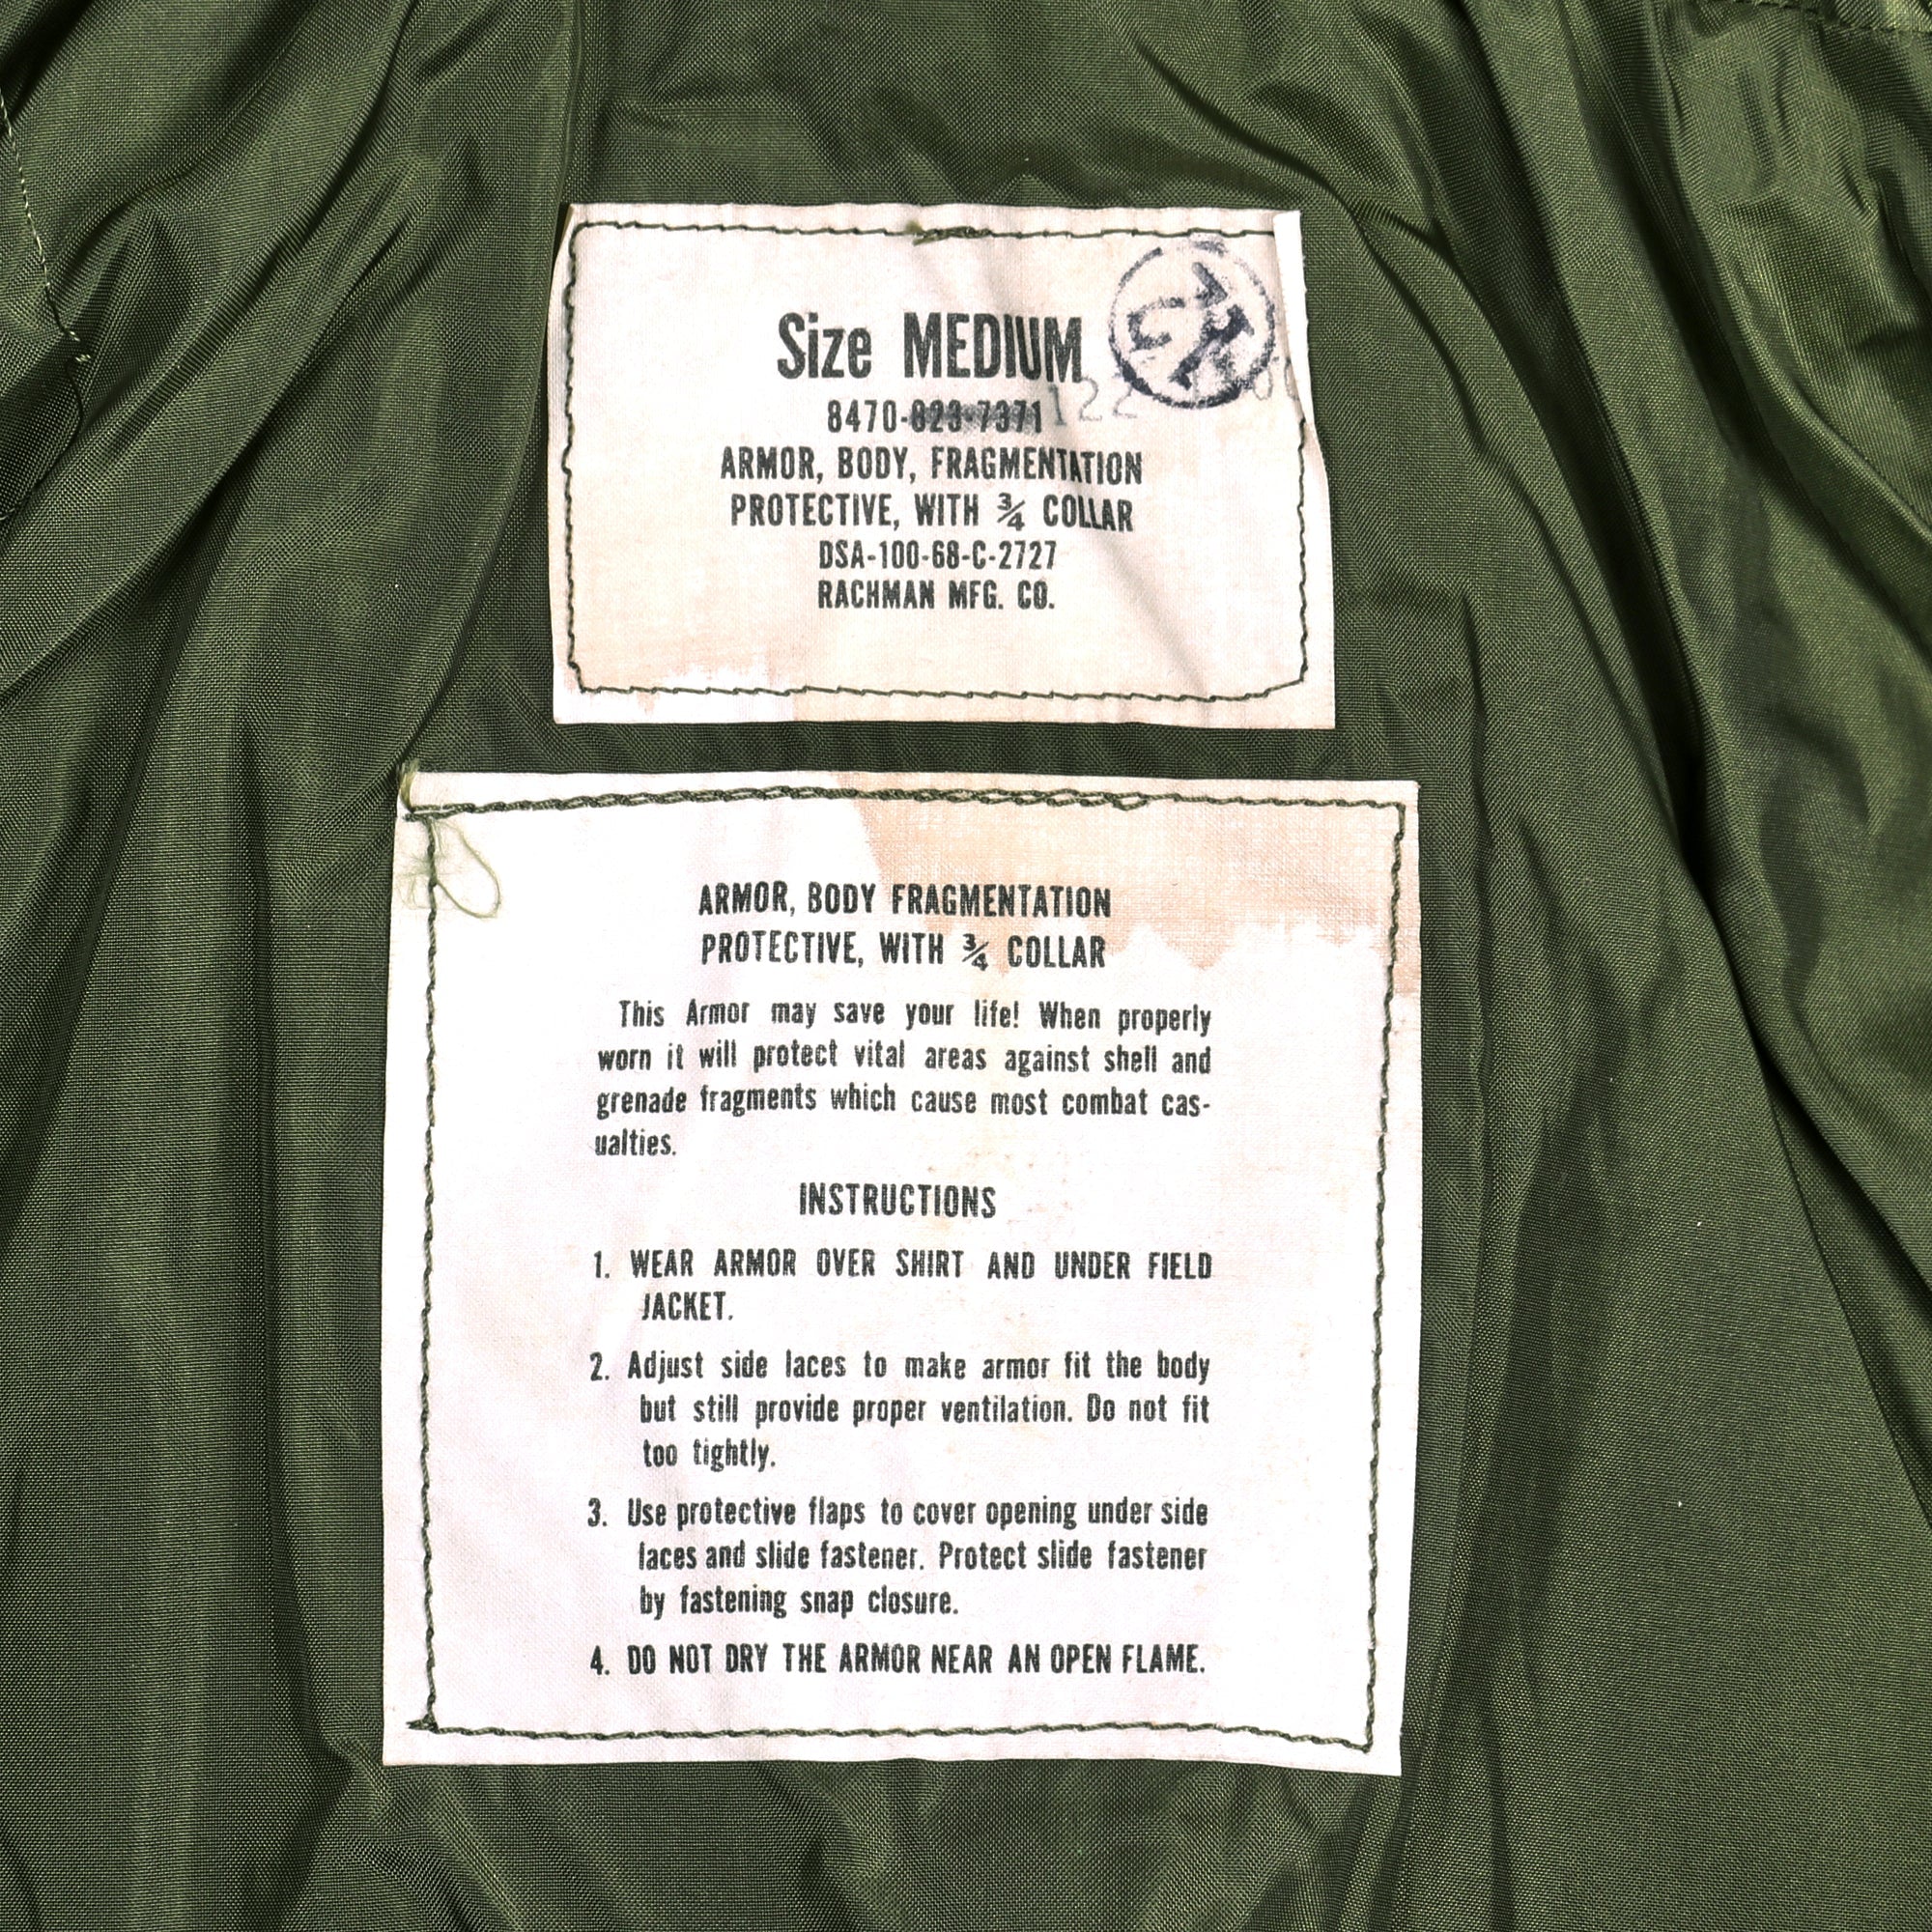 Size MEDIUM
8470-823-7371 122
ARMOR, BODY, FRAGMENTATION
PROTECTIVE, WITH ¾ COLLAR
DSA-100-68-C-2727
RACHMAN MFG. CO.
ARMOR, BODY FRAGMENTATION
PROTECTIVE, WITH ¾ COLLAR
This Armor may save your life! When properly
worn it will protect vital areas against shell and
grenade fragments which cause most combat cas-
ualties.
INSTRUCTIONS
1. WEAR ARMOR OVER SHIRT AND UNDER FIELD
JACKET.
2. Adjust side laces to make armor fit the body
but still provide proper ventilation. Do not fit
too tightly.
3. Use protective flaps to cover opening under side
laces and slide fastener. Protect slide fastener
by fastening snap closure.
4. DO NOT DRY THE ARMOR NEAR AN OPEN FLAME.